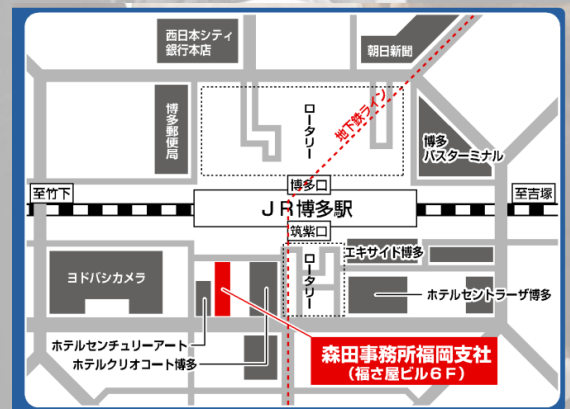 西日本シティ
銀行本店
朝日新聞
地下鉄ライン
博多郵便局
ロータリー
博多
バスターミナル
至竹下
博多口
至吉塚
JR博多駅
筑紫口
ヨドバシカメラ
ロータリー
エキサイド博多
ホテルセントラーザ博多
ホテルセンチュリーアート
ホテルクリオコート博多
森田事務所福岡支社
(福さ屋ビル6F)